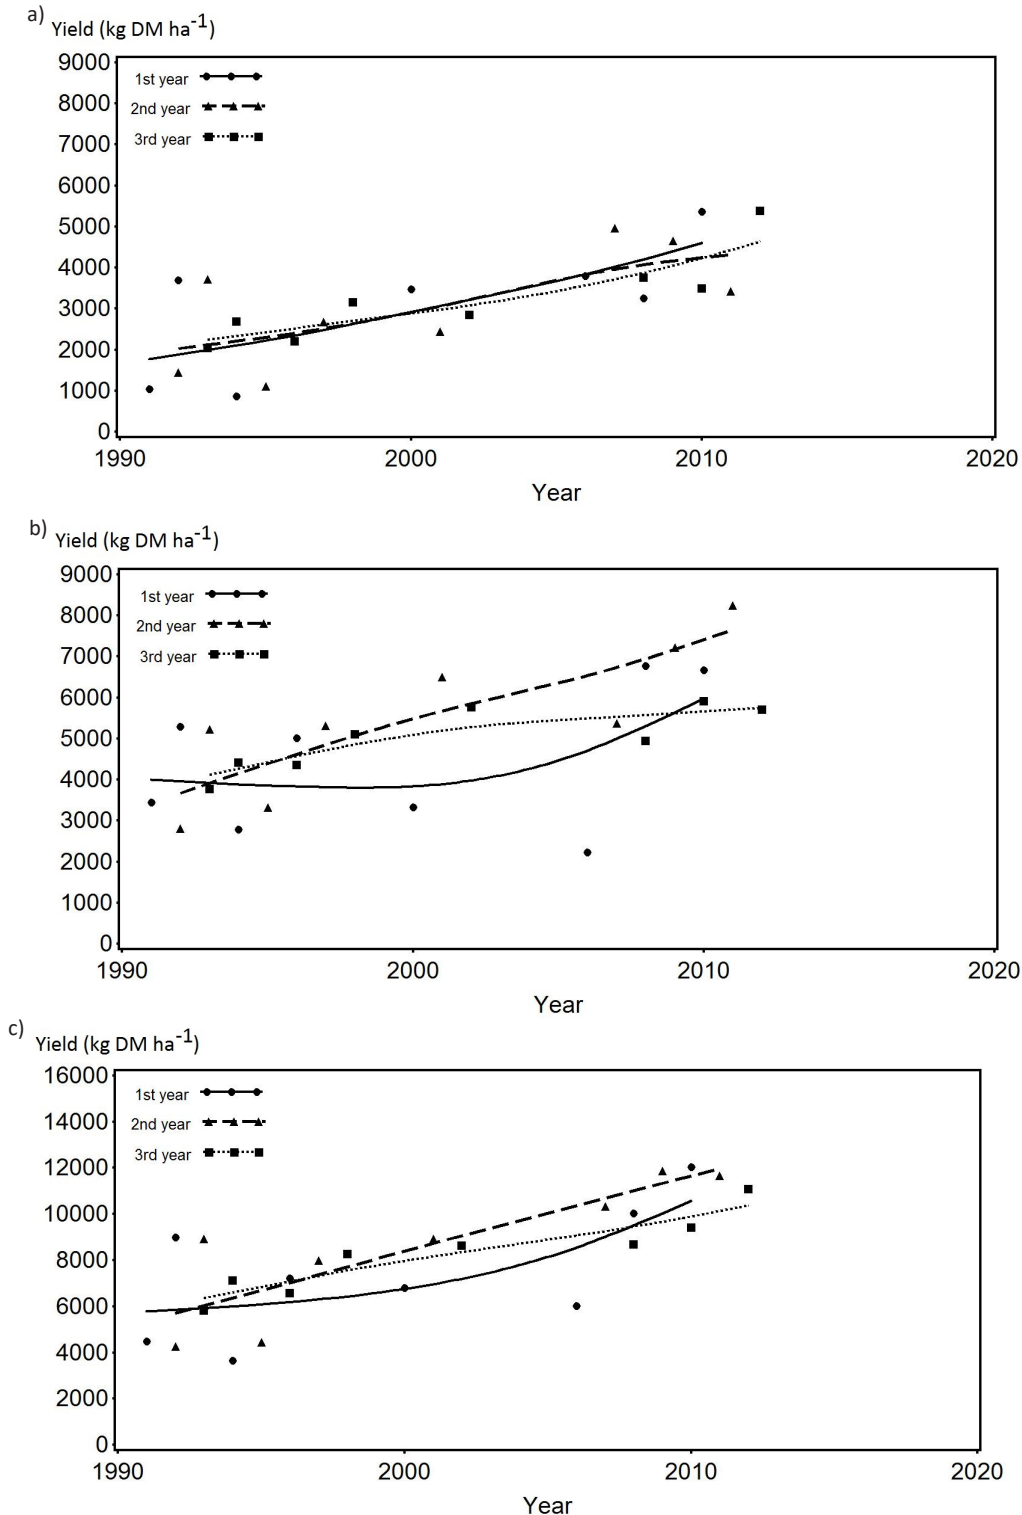 a) Yield (kg DM ha-1)
9000
1st year
8000
2nd year
7000
3rd year
6000
5000
4000
3000
2000
1000
0
1990 2000 2010 2020
Year
b) Yield (kg DM ha-1)
9000
1st year
8000
2nd year
7000
3rd year
6000
5000
4000
3000
2000
1000
0
1990 2000 2010 2020
Year
c) Yield (kg DM ha-1)
16000
1st year
14000
2nd year
3rd year
12000
10000
8000
6000
4000
2000
0
1990 2000 2010 2020
Year